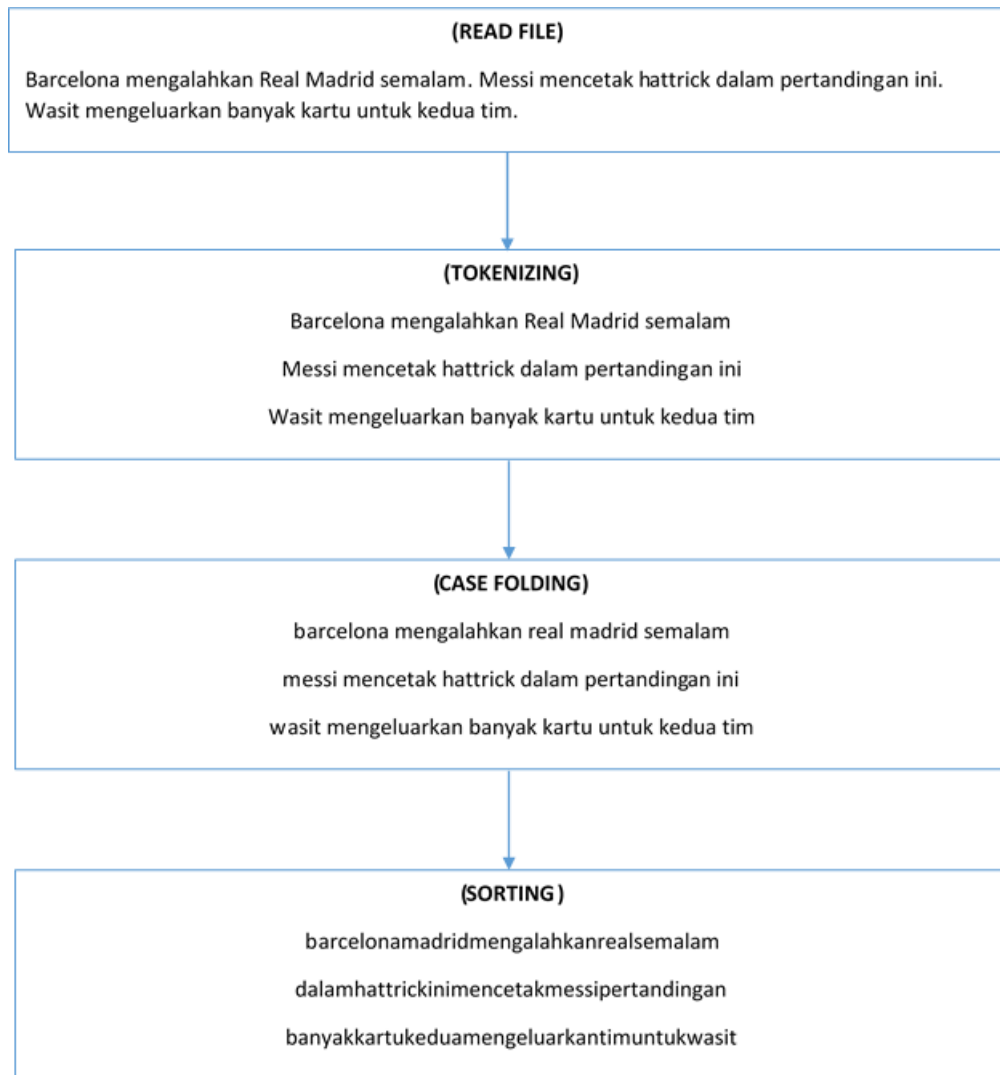 (READ FILE)
Barcelona mengalahkan Real Madrid semalam. Messi mencetak hattrick dalam pertandingan ini.
Wasit mengeluarkan banyak kartu untuk kedua tim.
(TOKENIZING)
Barcelona mengalahkan Real Madrid semalam
Messi mencetak hattrick dalam pertandingan ini
Wasit mengeluarkan banyak kartu untuk kedua tim
(CASE FOLDING)
barcelona mengalahkan real madrid semalam
messi mencetak hattrick dalam pertandingan ini
wasit mengeluarkan banyak kartu untuk kedua tim
(SORTING)
barcelonamadridmengalahkanrealsemalam
dalamhattrickinimencetakmessipertandingan
banyakkartukeduamengeluarkantimuntukwasit